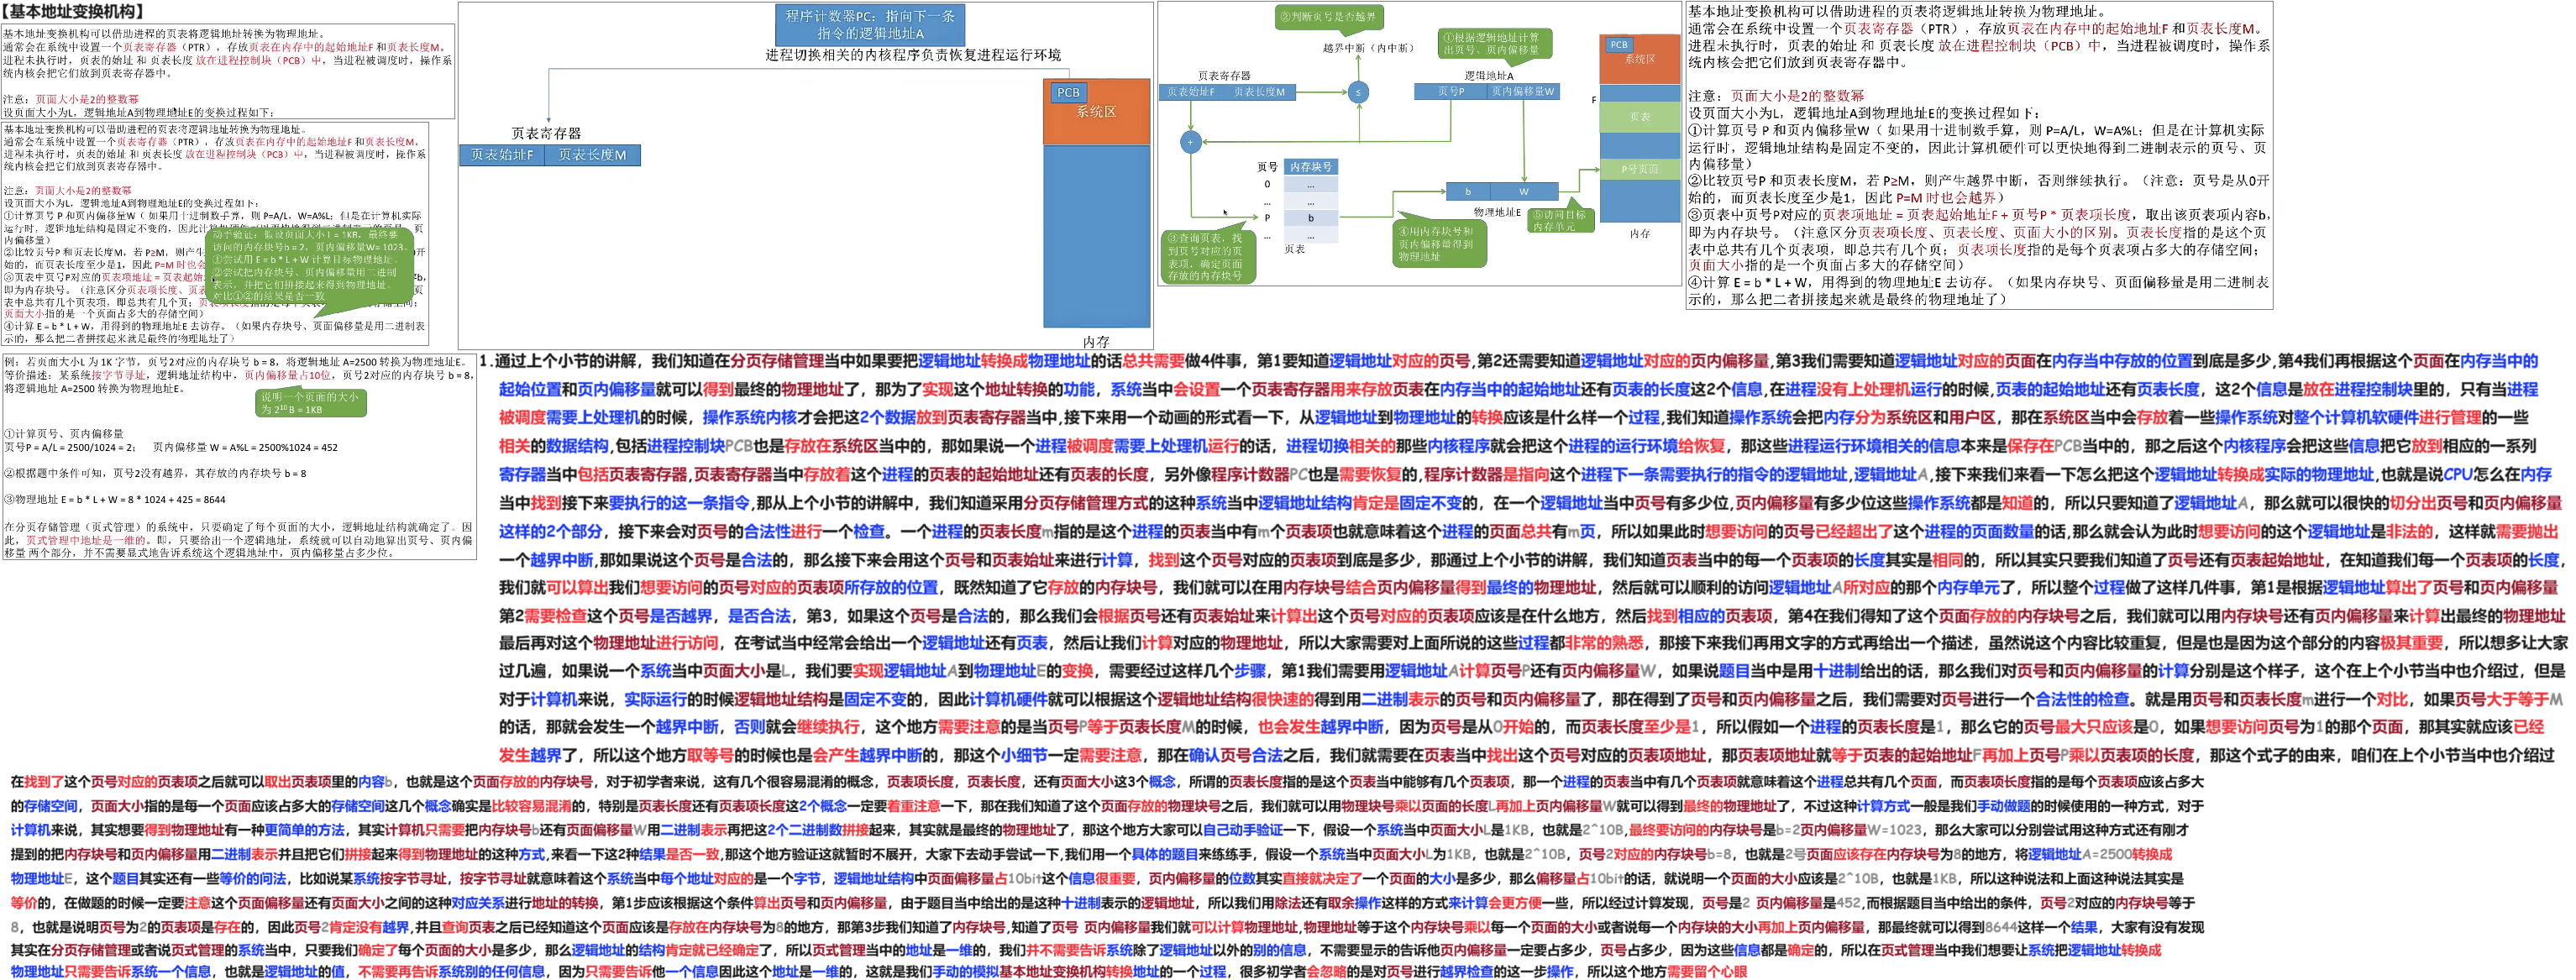 【基本地址变换机构】
基本地址变换机构可以借助进程的页表将逻辑地址转换为物理地址。
通常会在系统中设置一个页表寄存器（PTR），存放页表在内存中的起始地址F 和页表长度M。
进程未执行时，页表的始址 和 页表长度 放在进程控制块（PCB）中，当进程被调度时，操作系
统内核会把它们放到页表寄存器中。
注意：页面大小是2的整数幂
设页面大小为L，逻辑地址A到物理地址E的变换过程如下：
基本地址变换机构可以借助进程的页表将逻辑地址转换为物理地址。
通常会在系统中设置一个页表寄存器（PTR），存放页表在内存中的起始地址F 和页表长度M。
进程未执行时，页表的始址 和 页表长度 放在进程控制块（PCB）中，当进程被调度时，操作系
统内核会把它们放到页表寄存器中。
注意：页面大小是2的整数幂
设页面大小为L，逻辑地址A到物理地址E的变换过程如下：
①计算页号 P 和页内偏移量W（ 如果用十进制数手算，则 P=A/L，W=A%L；但是在计算机实际
运行时，逻辑地址结构是固定不变的，因此计
页
内偏移量）
②比较页号P 和页表长度M，若 P≥M，则产生
开
始的，而页表长度至少是1，因此 P=M 时也会
③页表中页号P对应的页表项地址 = 页表起始
b，
即为内存块号。（注意区分页表项长度、页表
页
表中总共有几个页表项，即总共有几个页；
页面大小指的是一个页面占多大的存储空间）
④计算 E = b * L + W，用得到的物理地址E 去访存。（如果内存块号、页面偏移量是用二进制表
示的，那么把二者拼接起来就是最终的物理地址了）
动手验证：假设页面大小 L = 1KB，最终要
访问的内存块号b = 2，页内偏移量W= 1023。
①尝试用 E = b * L + W 计算目标物理地址。
②尝试把内存块号、页内偏移量用二进制
表示，并把它们拼接起来得到物理地址。
对比①②的结果是否一致
例：若页面大小L 为 1K 字节，页号2对应的内存块号 b = 8，将逻辑地址 A=2500 转换为物理地址E。
等价描述：某系统按字节寻址，逻辑地址结构中，页内偏移量占10位，页号2对应的内存块号 b = 8，
将逻辑地址 A=2500 转换为物理地址E。
说明一个页面的大小
为 2^10 B = 1KB
①计算页号、页内偏移量
页号P = A/L = 2500/1024 = 2； 页内偏移量 W = A%L = 2500%1024 = 452
②根据题中条件可知，页号2没有越界，其存放的内存块号 b = 8
③物理地址 E = b * L + W = 8 * 1024 + 425 = 8644
在分页存储管理（页式管理）的系统中，只要确定了每个页面的大小，逻辑地址结构就确定了。因
此，页式管理中地址是一维的。即，只要给出一个逻辑地址，系统就可以自动地算出页号、页内偏
移量 两个部分，并不需要显式地告诉系统这个逻辑地址中，页内偏移量占多少位。
程序计数器PC：指向下一条
指令的逻辑地址A
进程切换相关的内核程序负责恢复进程运行环境
PCB
系统区
页表寄存器
页表始址F 页表长度M
内存
②判断页号是否越界
越界中断（内中断）
①根据逻辑地址计算
出页号、页内偏移量
页表寄存器
页表始址F 页表长度M
≤
逻辑地址A
页号P 页内偏移量W
+
页号 内存块号
0 ...
... ...
P b
... ...
页表
③查询页表，找
到页号对应的页
表项，确定页面
存放的内存块号
④用内存块号和
页内偏移量得到
物理地址
b W
物理地址E
⑤访问目标
内存单元
PCB
系统区
F
页表
P号页页
内存
基本地址变换机构可以借助进程的页表将逻辑地址转换为物理地址。
通常会在系统中设置一个页表寄存器（PTR），存放页表在内存中的起始地址F 和页表长度M。
进程未执行时，页表的始址 和 页表长度 放在进程控制块（PCB）中，当进程被调度时，操作系
统内核会把它们放到页表寄存器中。
注意：页面大小是2的整数幂
设页面大小为L，逻辑地址A到物理地址E的变换过程如下：
①计算页号 P 和页内偏移量W（ 如果用十进制数手算，则 P=A/L，W=A%L；但是在计算机实际
运行时，逻辑地址结构是固定不变的，因此计算机硬件可以更快地得到二进制表示的页号、页
内偏移量）
②比较页号P 和页表长度M，若 P≥M，则产生越界中断，否则继续执行。（注意：页号是从0开
始的，而页表长度至少是1，因此 P=M 时也会越界）
③页表中页号P对应的页表项地址 = 页表起始地址F + 页号P * 页表项长度，取出该页表项内容b，
即为内存块号。（注意区分页表项长度、页表长度、页面大小的区别。页表长度指的是这个页
表中总共有几个页表项，即总共有几个页；页表项长度指的是每个页表项占多大的存储空间；
页面大小指的是一个页面占多大的存储空间）
④计算 E = b * L + W，用得到的物理地址E 去访存。（如果内存块号、页面偏移量是用二进制表
示的，那么把二者拼接起来就是最终的物理地址了）
1.通过上个小节的讲解，我们知道在分页存储管理当中如果要把逻辑地址转换成物理地址的话总共需要做4件事，第1要知道逻辑地址对应的页号,第2还需要知道逻辑地址对应的页内偏移量,第3我们需要知道逻辑地址对应的页面在内存当中存放的位置到底是多少,第4我们再根据这个页面在内存当中的
起始位置和页内偏移量就可以得到最终的物理地址了，那为了实现这个地址转换的功能，系统当中会设置一个页表寄存器用来存放页表在内存当中的起始地址还有页表的长度这2个信息,在进程没有上处理机运行的时候,页表的起始地址还有页表长度，这2个信息是放在进程控制块里的，只有当进程
被调度需要上处理机的时候，操作系统内核才会把这2个数据放到页表寄存器当中,接下来用一个动画的形式看一下，从逻辑地址到物理地址的转换应该是什么样一个过程,我们知道操作系统会把内存分为系统区和用户区，那在系统区当中会存放着一些操作系统对整个计算机软硬件进行管理的一些
相关的数据结构,包括进程控制块PCB也是存放在系统区当中的，那如果说一个进程被调度需要上处理机运行的话，进程切换相关的那些内核程序就会把这个进程的运行环境给恢复，那这些进程运行环境相关的信息本来是保存在PCB当中的，那之后这个内核程序会把这些信息把它放到相应的一系列
寄存器当中包括页表寄存器,页表寄存器当中存放着这个进程的页表的起始地址还有页表的长度，另外像程序计数器PC也是需要恢复的,程序计数器是指向这个进程下一条需要执行的指令的逻辑地址,逻辑地址A,接下来我们来看一下怎么把这个逻辑地址转换成实际的物理地址,也就是说CPU怎么在内存
当中找到接下来要执行的这一条指令,那从上个小节的讲解中，我们知道采用分页存储管理方式的这种系统当中逻辑地址结构肯定是固定不变的，在一个逻辑地址当中页号有多少位,页内偏移量有多少位这些操作系统都是知道的，所以只要知道了逻辑地址A，那么就可以很快的切分出页号和页内偏移量
这样的2个部分，接下来会对页号的合法性进行一个检查。一个进程的页表长度m指的是这个进程的页表当中有m个页表项也就意味着这个进程的页面总共有m页，所以如果此时想要访问的页号已经超出了这个进程的页面数量的话,那么就会认为此时想要访问的这个逻辑地址是非法的，这样就需要抛出
一个越界中断,那如果说这个页号是合法的，那么接下来会用这个页号和页表始址来进行计算，找到这个页号对应的页表项到底是多少，那通过上个小节的讲解，我们知道页表当中的每一个页表项的长度其实是相同的，所以其实只要我们知道了页号还有页表起始地址，在知道我们每一个页表项的长度，
我们就可以算出我们想要访问的页号对应的页表项所存放的位置，既然知道了它存放的内存块号，我们就可以在用内存块号结合页内偏移量得到最终的物理地址，然后就可以顺利的访问逻辑地址A所对应的那个内存单元了，所以整个过程做了这样几件事，第1是根据逻辑地址算出了页号和页内偏移量
第2需要检查这个页号是否越界，是否合法，第3，如果这个页号是合法的，那么我们会根据页号还有页表始址来计算出这个页号对应的页表项应该是在什么地方，然后找到相应的页表项，第4在我们得知了这个页面存放的内存块号之后，我们就可以用内存块号还有页内偏移量来计算出最终的物理地址
最后再对这个物理地址进行访问，在考试当中经常会给出一个逻辑地址还有页表，然后让我们计算对应的物理地址，所以大家需要对上面所说的这些过程都非常的熟悉，那接下来我们再用文字的方式再给出一个描述，虽然说这个内容比较重复，但是也是因为这个部分的内容极其重要，所以想多让大家
过几遍，如果说一个系统当中页面大小是L，我们要实现逻辑地址A到物理地址E的变换，需要经过这样几个步骤，第1我们需要用逻辑地址A计算页号P还有页内偏移量W，如果说题目当中是用十进制给出的话，那么我们对页号和页内偏移量的计算分别是这个样子，这个在上个小节当中也介绍过，但是
对于计算机来说，实际运行的时候逻辑地址结构是固定不变的，因此计算机硬件就可以根据这个逻辑地址结构很快速的得到用二进制表示的页号和页内偏移量了，那在得到了页号和页内偏移量之后，我们需要对页号进行一个合法性的检查。就是用页号和页表长度m进行一个对比，如果页号大于等于M
的话，那就会发生一个越界中断，否则就会继续执行，这个地方需要注意的是当页号P等于页表长度M的时候，也会发生越界中断，因为页号是从0开始的，而页表长度至少是1，所以假如一个进程的页表长度是1，那么它的页号最大只应该是0，如果想要访问页号为1的那个页面，那其实就应该已经
发生越界了，所以这个地方取等号的时候也是会产生越界中断的，那这个小细节一定需要注意，那在确认页号合法之后，我们就需要在页表当中找出这个页号对应的页表项地址，那页表项地址就等于页表的起始地址F再加上页号P乘以页表项的长度，那这个式子的由来，咱们在上个小节当中也介绍过
在找到了这个页号对应的页表项之后就可以取出页表项里的内容b，也就是这个页面存放的内存块号，对于初学者来说，这有几个很容易混淆的概念，页表项长度，页表长度，还有页面大小这3个概念，所谓的页表长度指的是这个页表当中能够有几个页表项，那一个进程的页表当中有几个页表项就意味着这个进程总共有几个页面，而页表项长度指的是每个页表项应该占多大
的存储空间，页面大小指的是每一个页面应该占多大的存储空间这几个概念确实是比较容易混淆的，特别是页表长度还有页表项长度这2个概念一定要着重注意一下，那在我们知道了这个页面存放的物理块号之后，我们就可以用物理块号乘以页面的长度L再加上页内偏移量W就可以得到最终的物理地址了，不过这种计算方式一般是我们手动做题的时候使用的一种方式，对于
计算机来说，其实想要得到物理地址有一种更简单的方法，其实计算机只需要把内存块号b还有页面偏移量W用二进制表示再把这2个二进制数拼接起来，其实就是最终的物理地址了，那这个地方大家可以自己动手验证一下，假设一个系统当中页面大小L是1KB，也就是2^10B,最终要访问的内存块号是b=2页内偏移量W=1023，那么大家可以分别尝试用这种方式还有刚才
提到的把内存块号和页内偏移量用二进制表示并且把它们拼接起来得到物理地址的这种方式,来看一下这2种结果是否一致,那这个地方验证这就暂时不展开，大家下去动手尝试一下,我们用一个具体的题目来练练手，假设一个系统当中页面大小L为1KB，也就是2^10B，页号2对应的内存块号b=8，也就是2号页面应该存在内存块号为8的地方，将逻辑地址A=2500转换成
物理地址E，这个题目其实还有一些等价的问法，比如说某系统按字节寻址，按字节寻址就意味着这个系统当中每个地址对应的是一个字节，逻辑地址结构中页面偏移量占10bit这个信息很重要，页内偏移量的位数其实直接就决定了一个页面的大小是多少，那么偏移量占10bit的话，就说明一个页面的大小应该是2^10B，也就是1KB，所以这种说法和上面这种说法其实是
等价的，在做题的时候一定要注意这个页面偏移量还有页面大小之间的这种对应关系进行地址的转换，第1步应该根据这个条件算出页号和页内偏移量，由于题目当中给出的是这种十进制表示的逻辑地址，所以我们用除法还有取余操作这样的方式来计算会更方便一些，所以经过计算发现，页号是2 页内偏移量是452,而根据题目当中给出的条件，页号2对应的内存块号等于
8，也就是说明页号为2的页表项是存在的，因此页号2肯定没有越界,并且查询页表之后已经知道这个页面应该是存放在内存块号为8的地方，那第3步我们知道了内存块号,知道了页号 页内偏移量我们就可以计算物理地址,物理地址等于这个内存块号乘以每一个页面的大小或者说每一个内存块的大小再加上页内偏移量，那最终就可以得到8644这样一个结果，大家有没有发现
其实在分页存储管理或者说页式管理的系统当中，只要我们确定了每个页面的大小是多少，那么逻辑地址的结构肯定就已经确定了，所以页式管理当中的地址是一维的，我们并不需要告诉系统除了逻辑地址以外的别的信息，不需要显示的告诉他页内偏移量一定要占多少，页号占多少，因为这些信息都是确定的，所以在页式管理当中我们想要让系统把逻辑地址转换成
物理地址只需要告诉系统一个信息，也就是逻辑地址的值，不需要再告诉系统别的任何信息，因为只需要告诉他一个信息因此这个地址是一维的，这就是我们手动的模拟基本地址变换机构转换地址的一个过程，很多初学者会忽略的是对页号进行越界检查的这一步操作，所以这个地方需要留个心眼